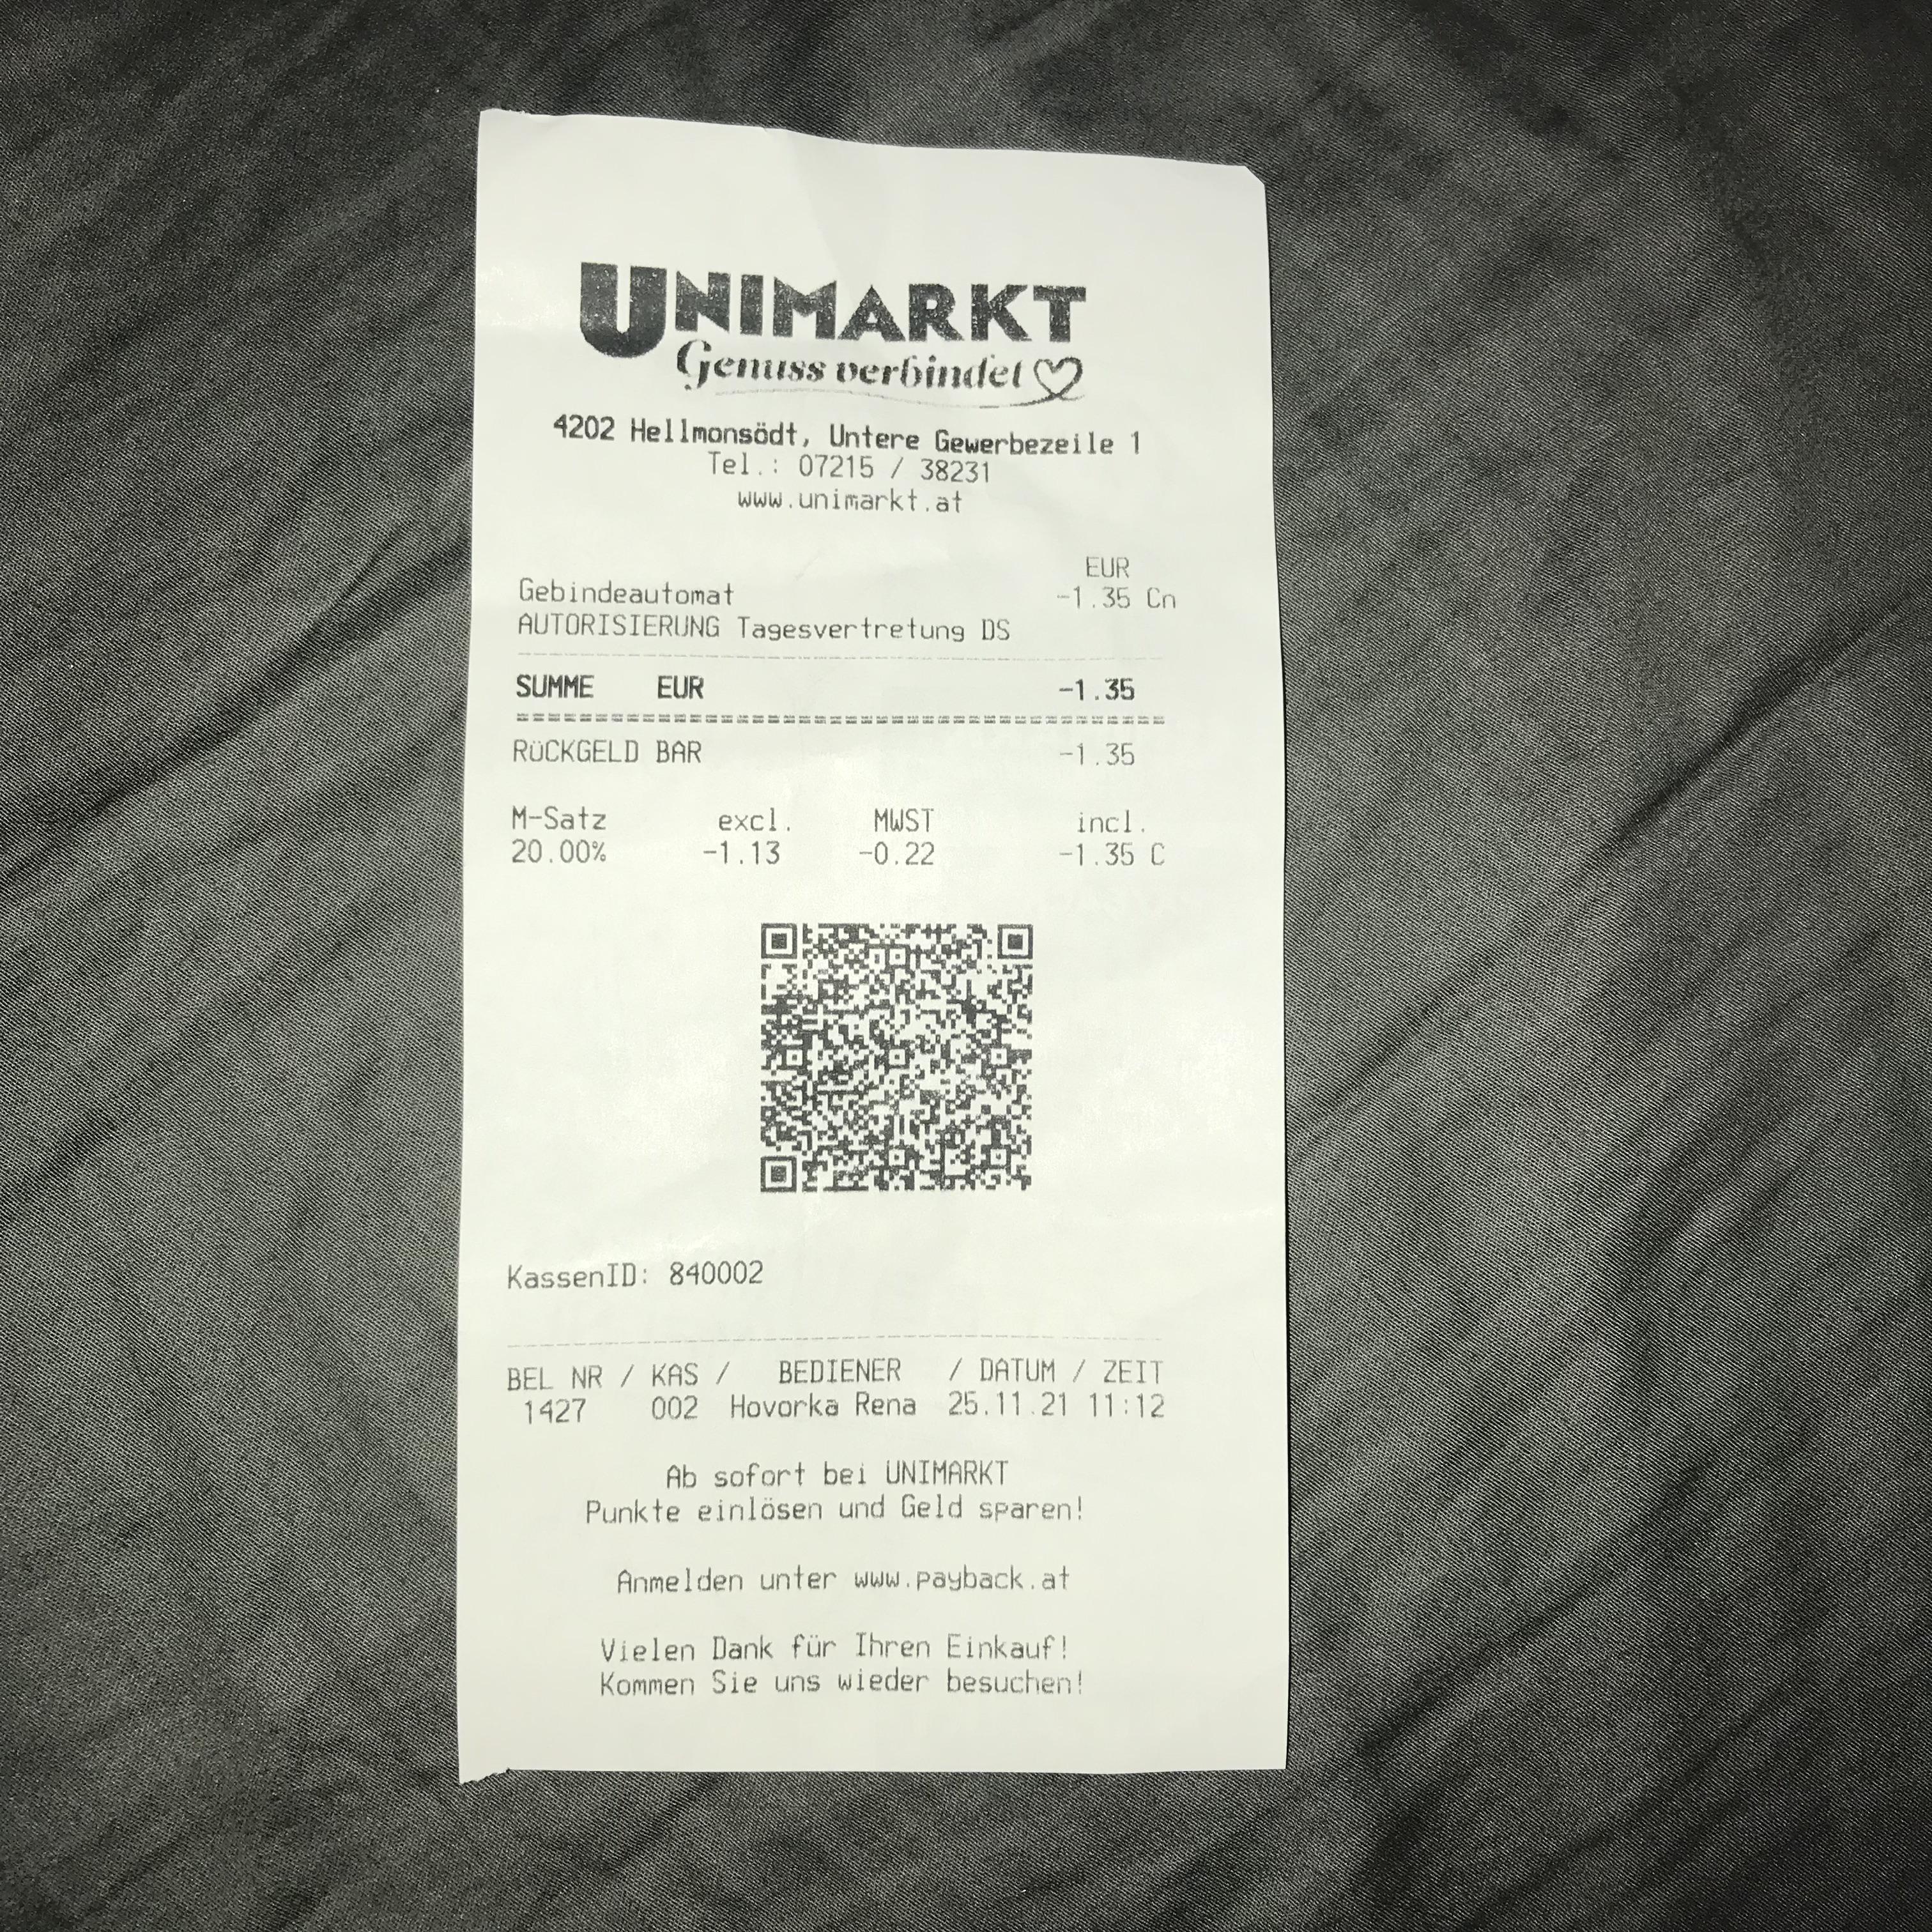 UNIMARKT
Genuss verbindet
4202 Hellmonsödt, Untere Gewerbezeile 1
Tel.: 07215 / 38231
www.unimarkt.at
EUR
Gebindeautomat -1.35 Cn
AUTORISIERUNG Tagesvertretung DS
SUMME EUR -1.35
RÜCKGELD BAR -1.35
M-Satz excl. MWST incl.
20.00% -1.13 -0.22 -1.35 C
KassenID: 840002
BEL NR / KAS / BEDIENER / DATUM / ZEIT
1427 002 Hovorka Rena 25.11.21 11:12
Ab sofort bei UNIMARKT
Punkte einlösen und Geld sparen!
Anmelden unter www.payback.at
Vielen Dank für Ihren Einkauf!
Kommen Sie uns wieder besuchen!